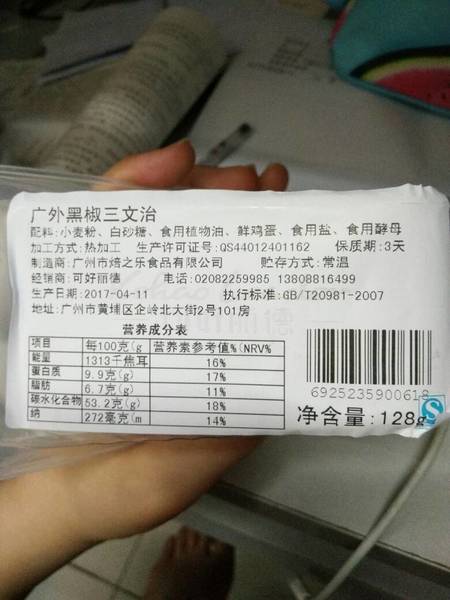 广外黑椒三文治
配料:小麦粉、白砂糖、食用植物油、鲜鸡蛋、食用盐、食用酵母
加工方式:热加工 生产许可证号:QS44012401162 保质期:3天
制造商:广州市焙之乐食品有限公司 贮存方式:常温
经销商:可好丽德 电话:02082259985 13808816499
生产日期:2017-04-11 执行标准:GB/T20981-2007
地址:广州市黄埔区企岭北大街2号101房
营养成分表
项目 每100克(g 营养素参考值%(NRV%
能量 1313千焦耳 16%
蛋白质 9.9克(g) 17%
脂肪 6.7克(g) 11%
碳水化合物 53.2克(g) 18%
纳 272毫克(m 14%
6925235900618
净含量:128g